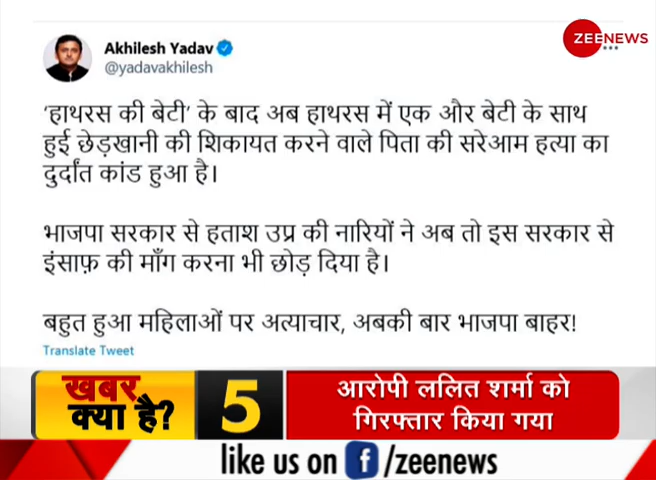 Akhilesh Yadav
ZEENEWS
@yadavakhilesh
‘हाथरस की बेटी’ के बाद अब हाथरस में एक और बेटी के साथ
हुई छेड़खानी की शिकायत करने वाले पिता की सरेआम हत्या का
दुर्दांत कांड हुआ है।
भाजपा सरकार से हताश उप्र की नारियों ने अब तो इस सरकार से
इंसाफ़ की माँग करना भी छोड़ दिया है।
बहुत हुआ महिलाओं पर अत्याचार, अबकी बार भाजपा बाहर!
Translate Tweet
खबर
क्या है?
5
आरोपी ललित शर्मा को
गिरफ्तार किया गया
like us on f /zeenews